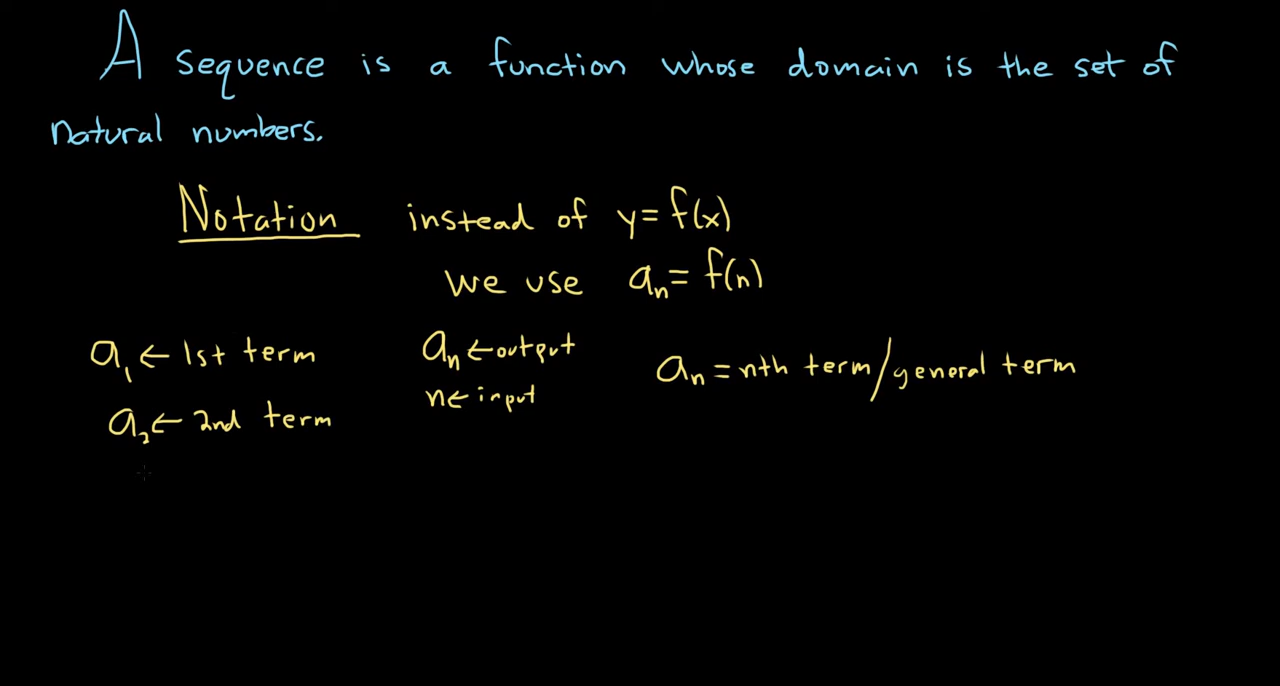 A sequence is a function whose domain is the set of
natural numbers.
Notation instead of y = f(x)
we use aₙ = f(n)
a₁ ← 1st term
a₂ ← 2nd term
aₙ ← output
n ← input
aₙ = nth term/general term